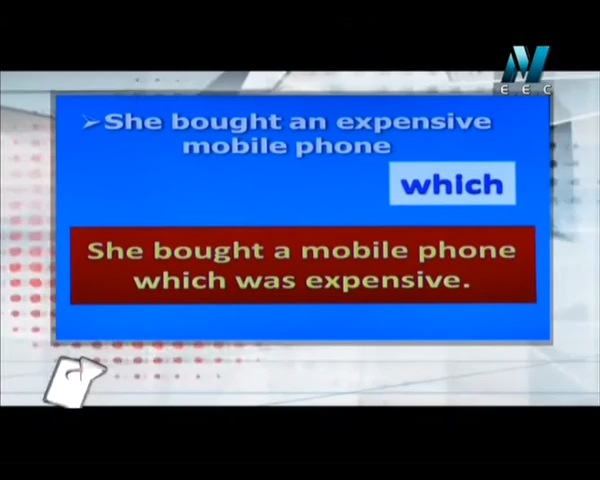 EEC
➢She bought an expensive
mobile phone
which
She bought a mobile phone
which was expensive.